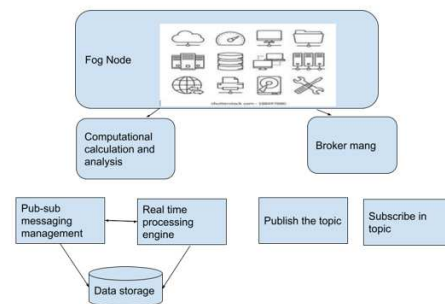 Fog Node
Computational
calculation and
analysis
Broker mang
Pub-sub
messaging
management
Real time
processing
engine
Publish the topic
Subscribe in
topic
Data storage